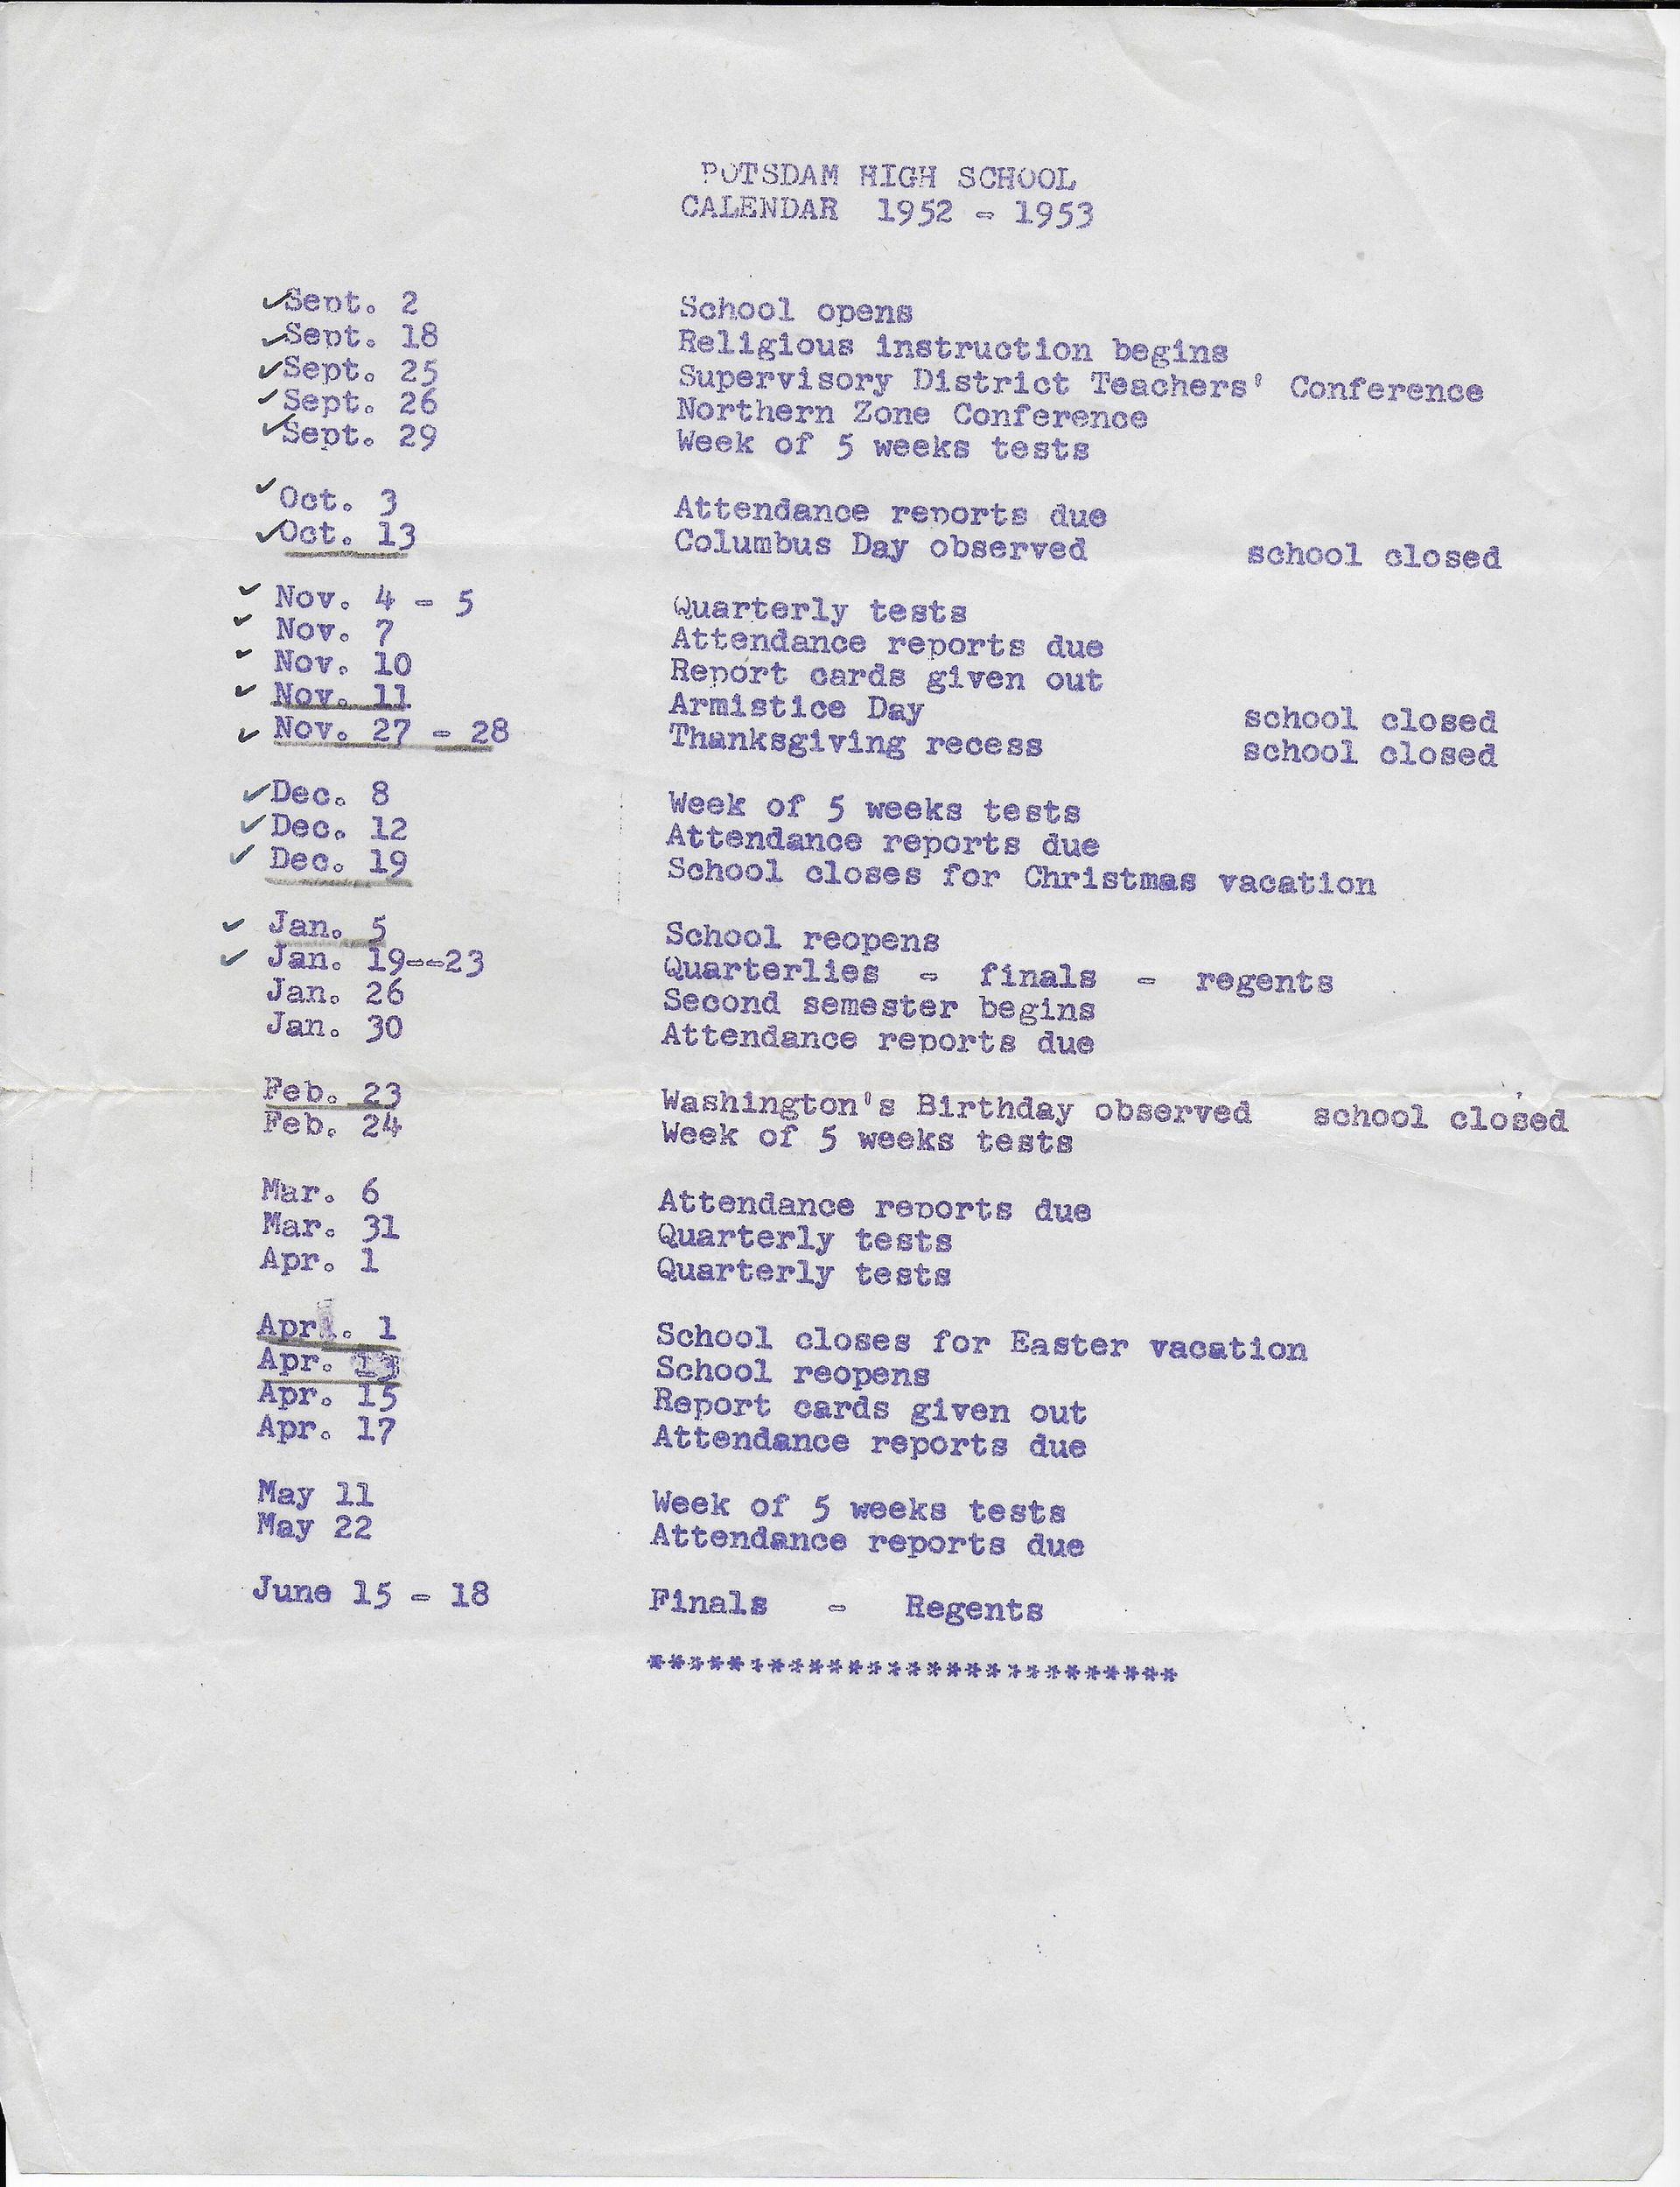 POTSDAM HIGH SCHOOL
CALENDAR 1952 - 1953
✓Sept. 2 School opens
✓Sept. 18 Religious instruction begins
✓Sept. 25 Supervisory District Teachers' Conference
✓Sept. 26 Northern Zone Conference
✓Sept. 29 Week of 5 weeks tests
✓Oct. 3 Attendance reports due
✓Oct. 13 Columbus Day observed school closed
✓Nov. 4 - 5 Quarterly tests
✓Nov. 7 Attendance reports due
✓Nov. 10 Report cards given out
✓Nov. 11 Armistice Day school closed
✓Nov. 27 - 28 Thanksgiving recess school closed
✓Dec. 8 Week of 5 weeks tests
✓Dec. 12 Attendance reports due
✓Dec. 19 School closes for Christmas vacation
✓Jan. 5 School reopens
✓Jan. 19--23 Quarterlies - finals - regents
Jan. 26 Second semester begins
Jan. 30 Attendance reports due
Feb. 23 Washington's Birthday observed school closed
Feb. 24 Week of 5 weeks tests
Mar. 6 Attendance reports due
Mar. 31 Quarterly tests
Apr. 1 Quarterly tests
Apr. 1 School closes for Easter vacation
Apr. 13 School reopens
Apr. 15 Report cards given out
Apr. 17 Attendance reports due
May 11 Week of 5 weeks tests
May 22 Attendance reports due
June 15 - 18 Finals - Regents
***************************